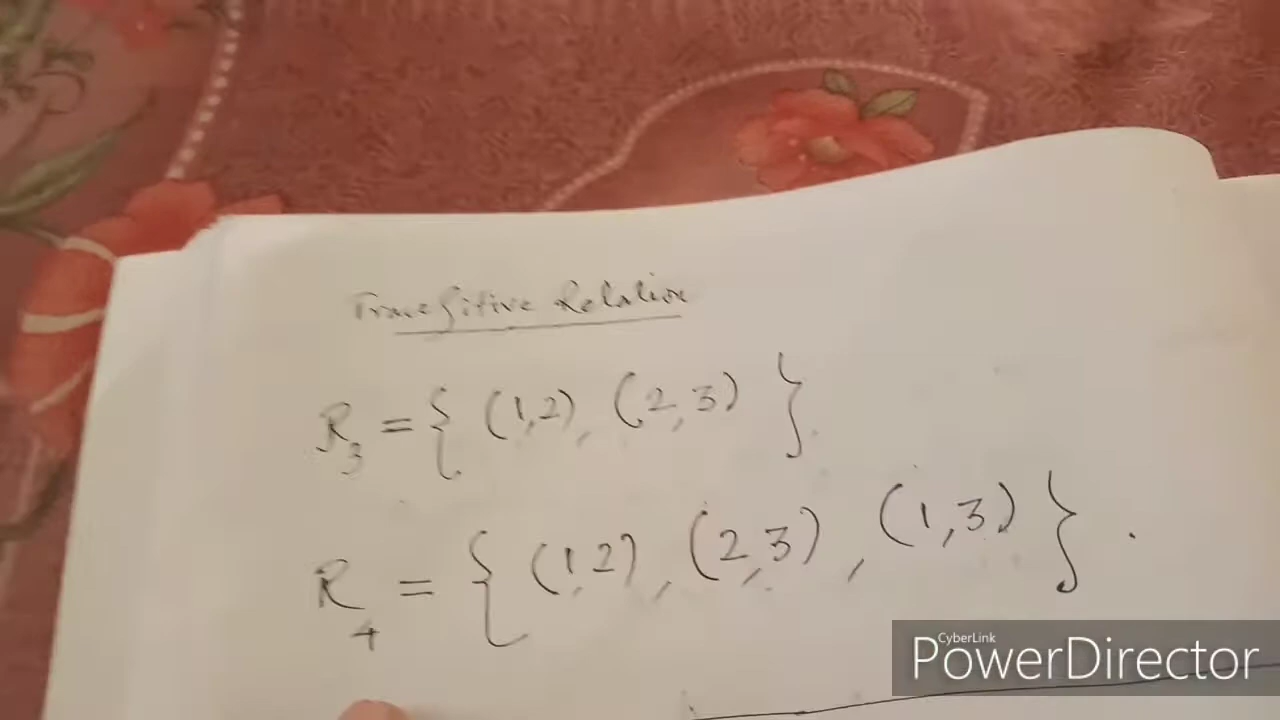 Transitive Relation
R3 = { (1,2), (2,3) }.
R4 = { (1,2), (2,3), (1,3) }.
CyberLink
PowerDirector